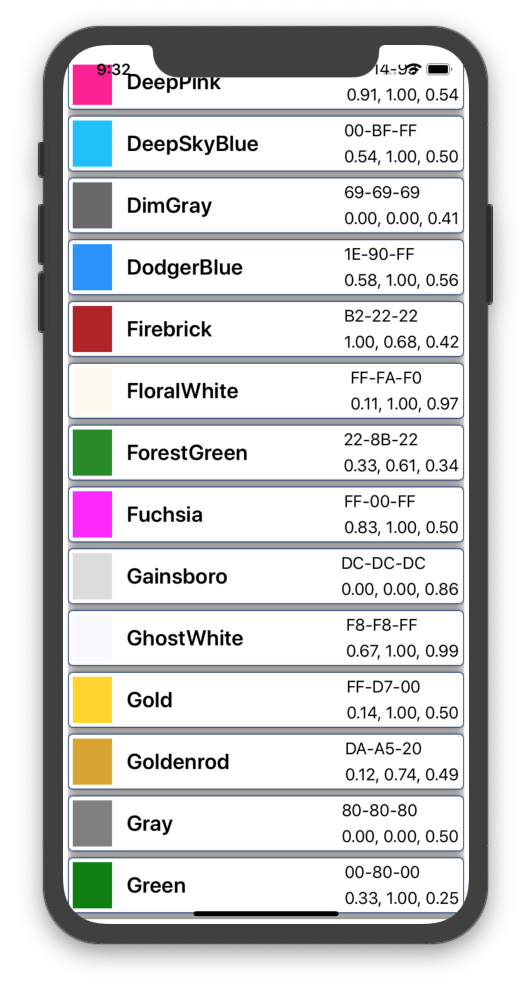 9:32
DeepPink
14-93
0.91, 1.00, 0.54
DeepSkyBlue
00-BF-FF
0.54, 1.00, 0.50
DimGray
69-69-69
0.00, 0.00, 0.41
DodgerBlue
1E-90-FF
0.58, 1.00, 0.56
Firebrick
B2-22-22
1.00, 0.68, 0.42
FloralWhite
FF-FA-F0
0.11, 1.00, 0.97
ForestGreen
22-8B-22
0.33, 0.61, 0.34
Fuchsia
FF-00-FF
0.83, 1.00, 0.50
Gainsboro
DC-DC-DC
0.00, 0.00, 0.86
GhostWhite
F8-F8-FF
0.67, 1.00, 0.99
Gold
FF-D7-00
0.14, 1.00, 0.50
Goldenrod
DA-A5-20
0.12, 0.74, 0.49
Gray
80-80-80
0.00, 0.00, 0.50
Green
00-80-00
0.33, 1.00, 0.25